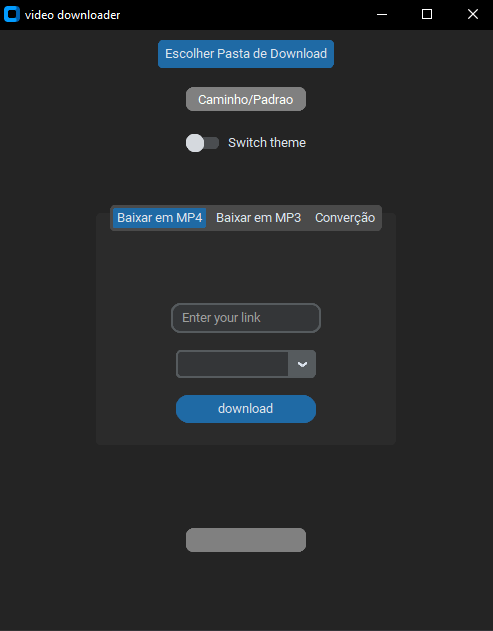 video downloader
Escolher Pasta de Download
Caminho/Padrao
Switch theme
Baixar em MP4 Baixar em MP3 Converção
Enter your link
download